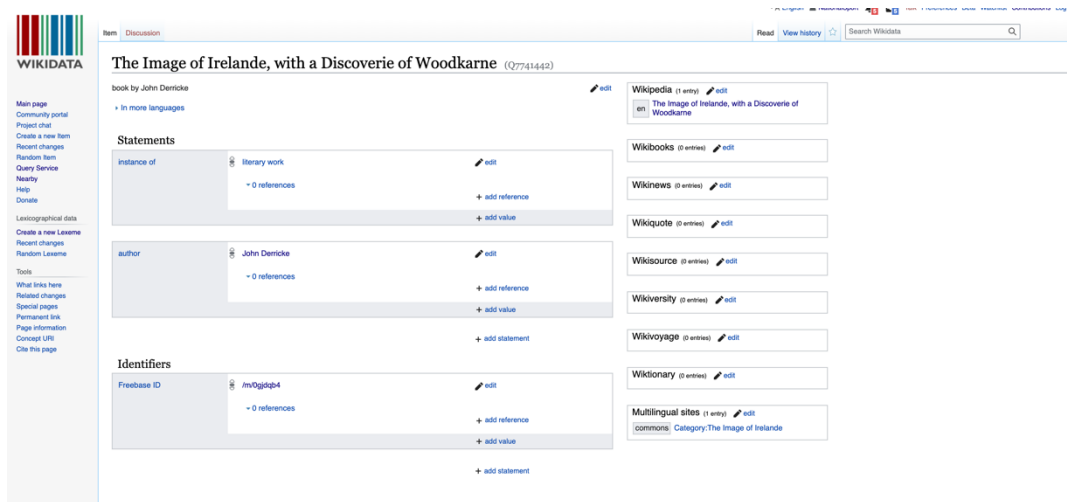 English
Talk Preferences Beta Watchlist Contributions Log
WIKIDATA
Item Discussion
Read View history
Search Wikidata
The Image of Irelande, with a Discoverie of Woodkarne (Q7741442)
book by John Derricke
edit
In more languages
Main page
Community portal
Project chat
Create a new Item
Recent changes
Random Item
Query Service
Nearby
Help
Donate
Lexicographical data
Create a new Lexeme
Recent changes
Random Lexeme
Tools
What links here
Related changes
Special pages
Permanent link
Page information
Concept URI
Cite this page
Statements
instance of
literary work
edit
0 references
+ add reference
+ add value
author
John Derricke
edit
0 references
+ add reference
+ add value
+ add statement
Identifiers
Freebase ID
/m/0gjdqb4
edit
0 references
+ add reference
+ add value
+ add statement
Wikipedia (1 entry) edit
en The Image of Irelande, with a Discoverie of
Woodkarne
Wikibooks (0 entries) edit
Wikinews (0 entries) edit
Wikiquote (0 entries) edit
Wikisource (0 entries) edit
Wikiversity (0 entries) edit
Wikivoyage (0 entries) edit
Wiktionary (0 entries) edit
Multilingual sites (1 entry) edit
commons Category:The Image of Irelande